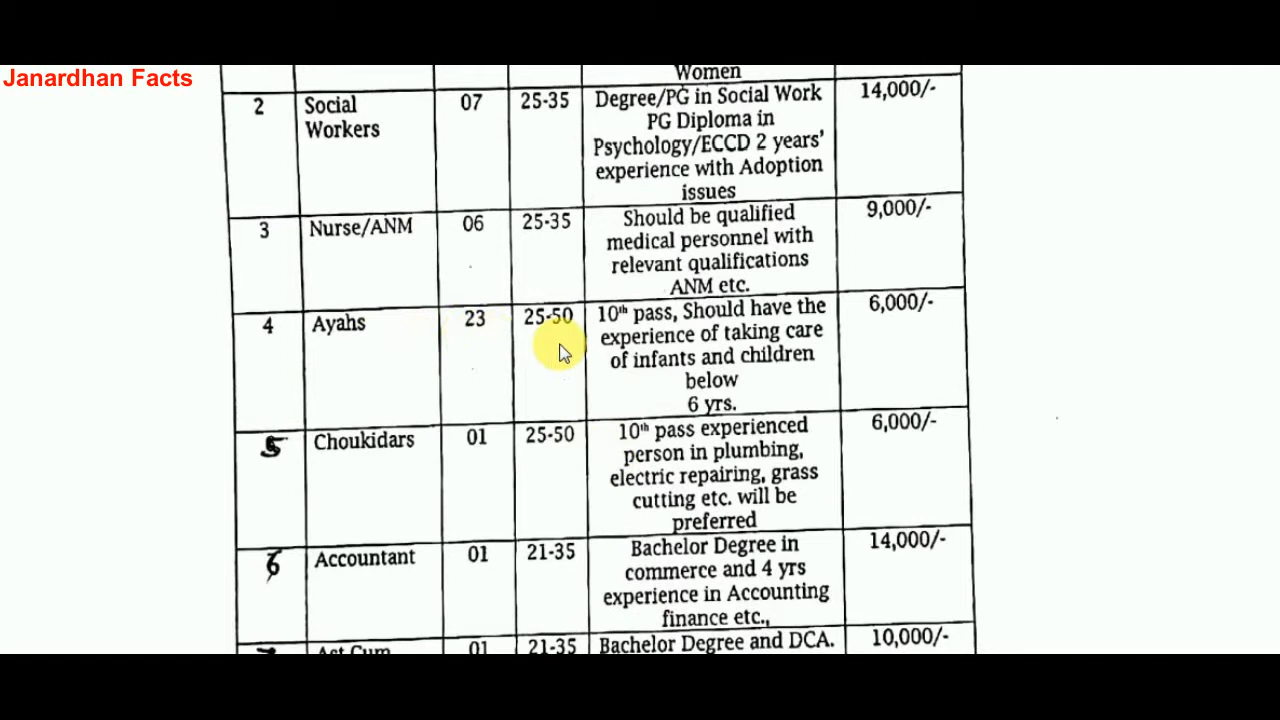 Janardhan Facts
Women
2 Social Workers 07 25-35 Degree/PG in Social Work 14,000/-
PG Diploma in
Psychology/ECCD 2 years'
experience with Adoption
issues
3 Nurse/ANM 06 25-35 Should be qualified 9,000/-
medical personnel with
relevant qualifications
ANM etc.
4 Ayahs 23 25-50 10th pass, Should have the 6,000/-
experience of taking care
of infants and children
below
6 yrs.
5 Choukidars 01 25-50 10th pass experienced 6,000/-
person in plumbing,
electric repairing, grass
cutting etc. will be
preferred
6 Accountant 01 21-35 Bachelor Degree in 14,000/-
commerce and 4 yrs
experience in Accounting
finance etc.,
Cum 01 21-35 Bachelor Degree and DCA. 10,000/-